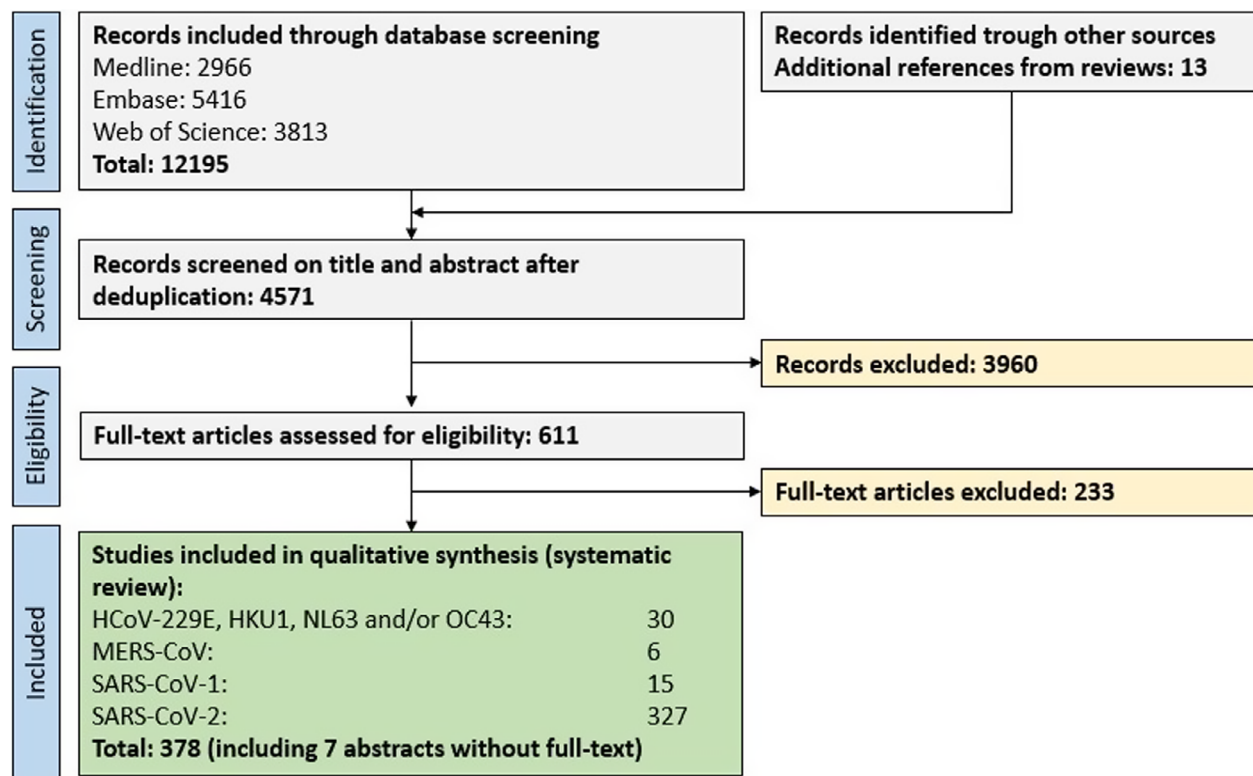 Identification
Records included through database screening
Medline: 2966
Embase: 5416
Web of Science: 3813
Total: 12195
Records identified trough other sources
Additional references from reviews: 13
Screening
Records screened on title and abstract after
deduplication: 4571
Records excluded: 3960
Eligibility
Full-text articles assessed for eligibility: 611
Full-text articles excluded: 233
Included
Studies included in qualitative synthesis (systematic
review):
HCoV-229E, HKU1, NL63 and/or OC43: 30
MERS-CoV: 6
SARS-CoV-1: 15
SARS-CoV-2: 327
Total: 378 (including 7 abstracts without full-text)